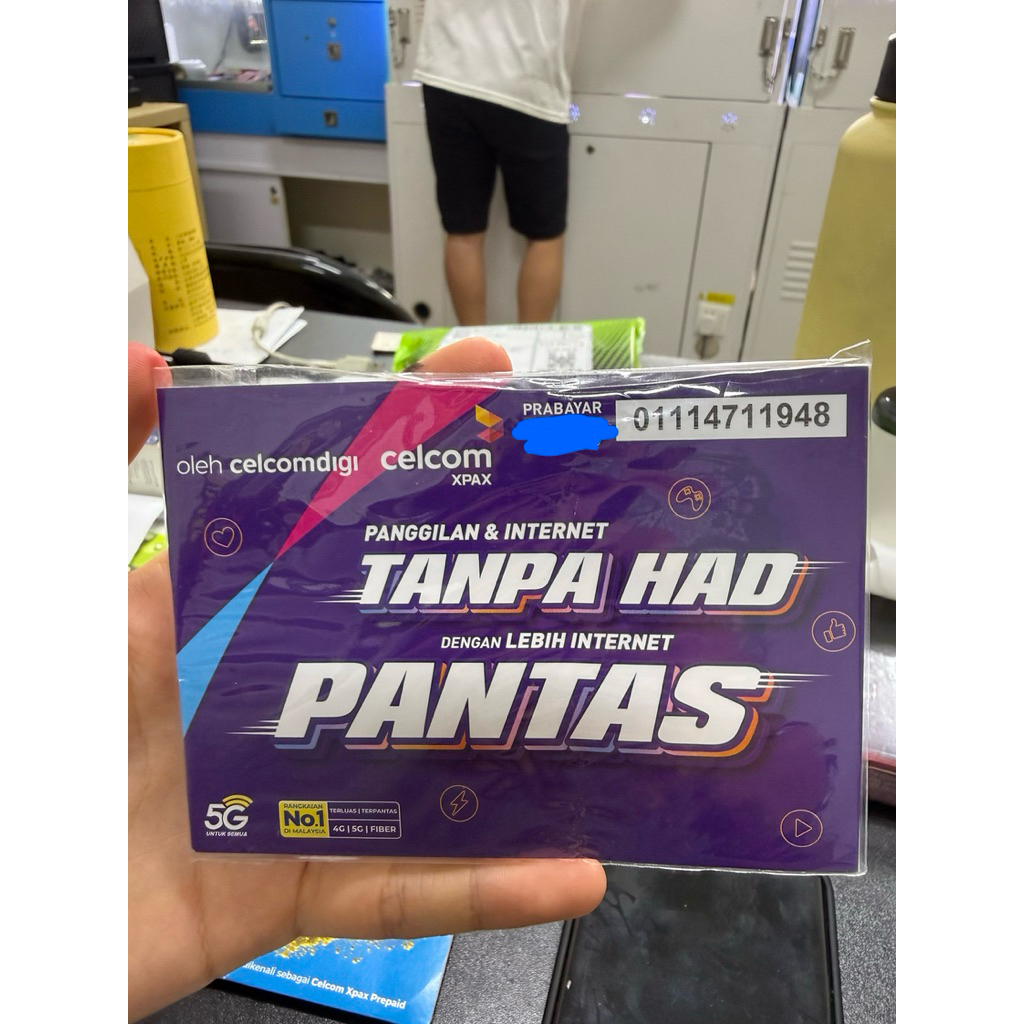 PRABAYAR
01114711948
oleh celcomdigi
celcom
XPAX
PANGGILAN & INTERNET
TANPA HAD
DENGAN LEBIH INTERNET
PANTAS
5G
UNTUK SEMUA
RANGKAIAN
No.1
DI MALAYSIA
TERLUAS | TERPANTAS
4G | 5G | FIBER
dikenali sebagai Celcom Xpax Prepaid